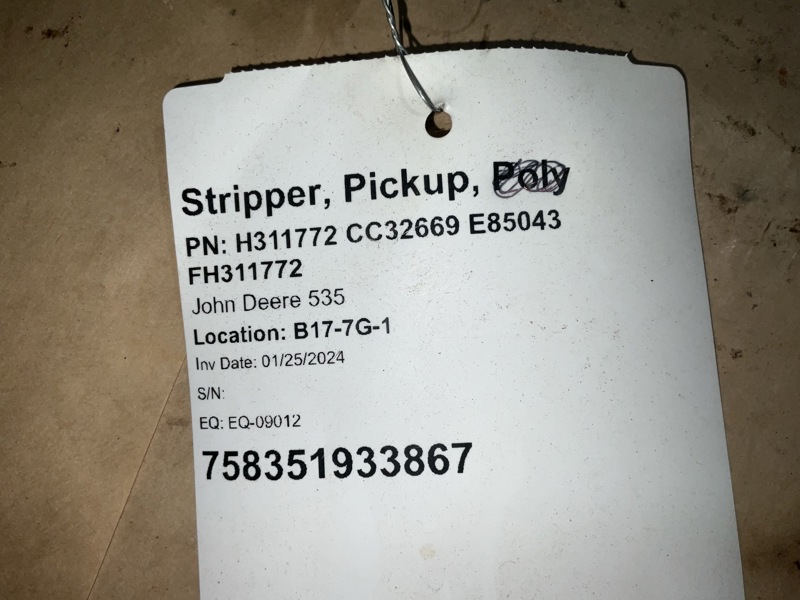 Stripper, Pickup, Poly
PN: H311772 CC32669 E85043
FH311772
John Deere 535
Location: B17-7G-1
Inv Date: 01/25/2024
S/N:
EQ: EQ-09012
758351933867